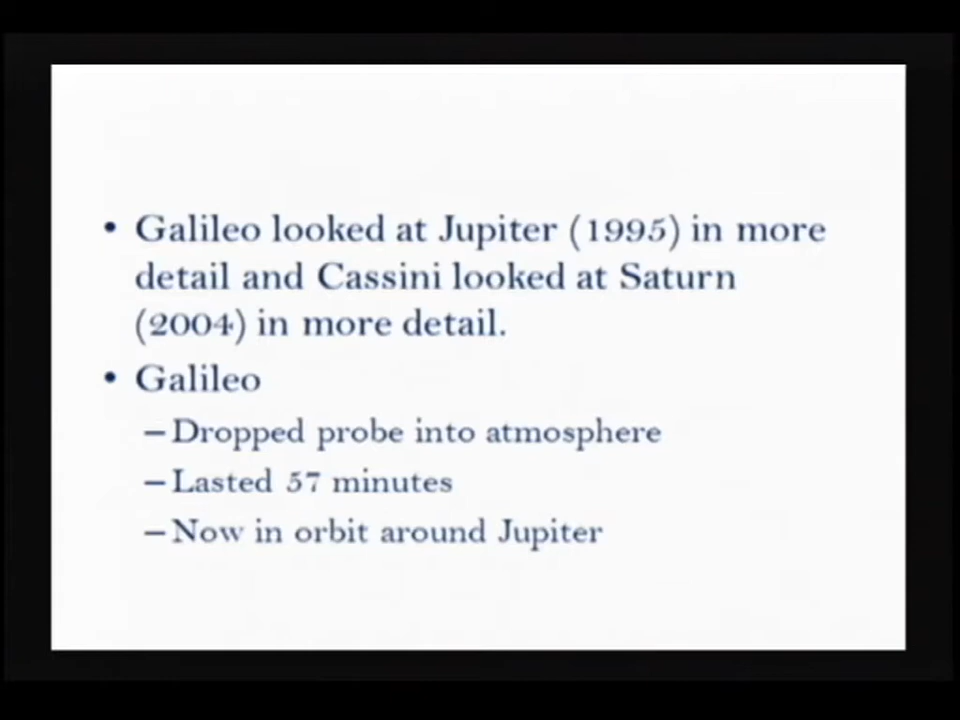 • Galileo looked at Jupiter (1995) in more
detail and Cassini looked at Saturn
(2004) in more detail.
• Galileo
– Dropped probe into atmosphere
– Lasted 57 minutes
– Now in orbit around Jupiter